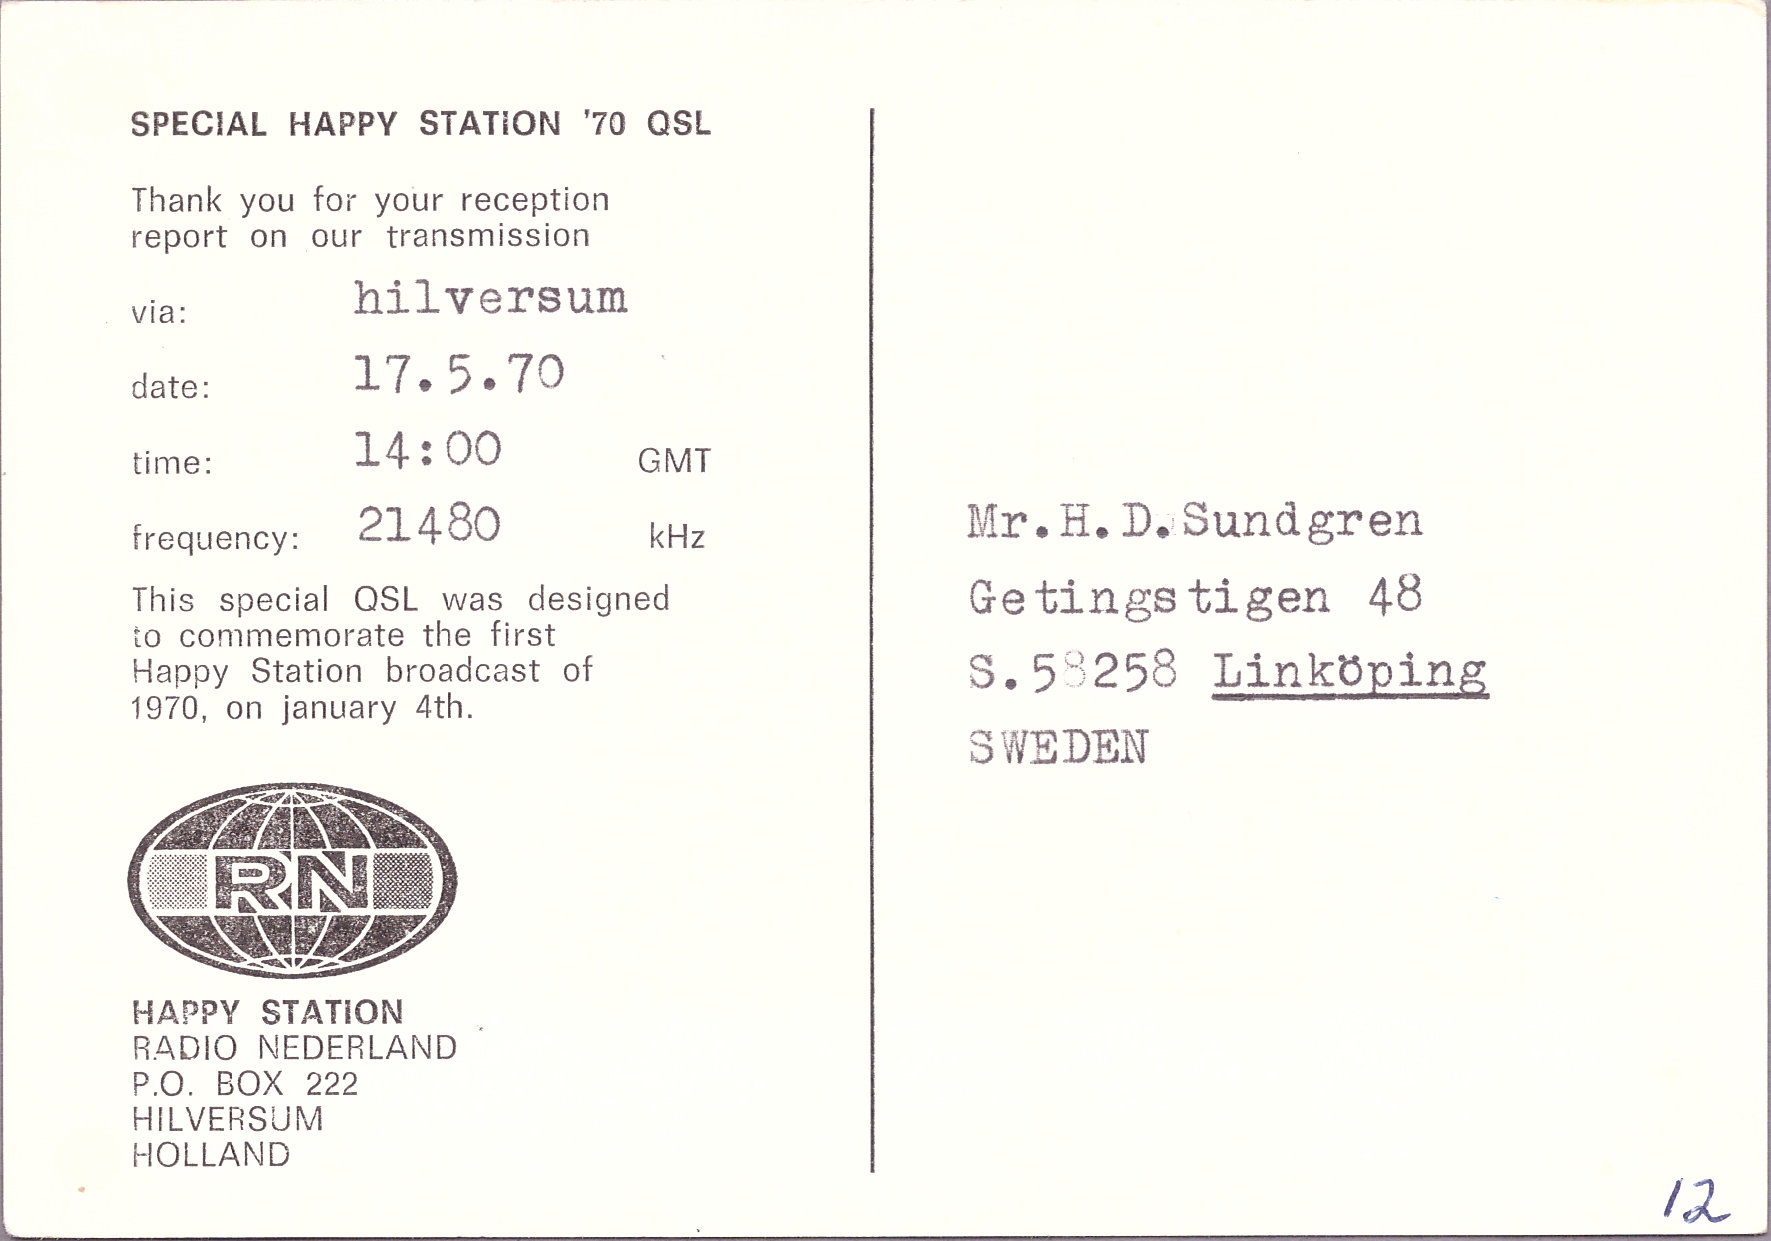 SPECIAL HAPPY STATION '70 QSL
Thank you for your reception
report on our transmission
via: hilversum
date: 17.5.70
time: 14:00 GMT
frequency: 21480 kHz
This special QSL was designed
to commemorate the first
Happy Station broadcast of
1970, on january 4th.
RN
HAPPY STATION
RADIO NEDERLAND
P.O. BOX 222
HILVERSUM
HOLLAND
Mr.H.D.Sundgren
Getingstigen 48
S.58258 Linköping
SWEDEN
12